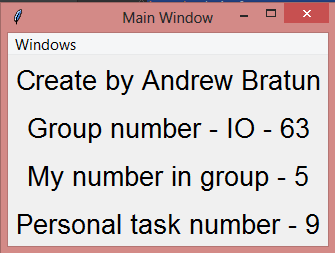 Main Window
Windows
Create by Andrew Bratun
Group number - IO - 63
My number in group - 5
Personal task number - 9